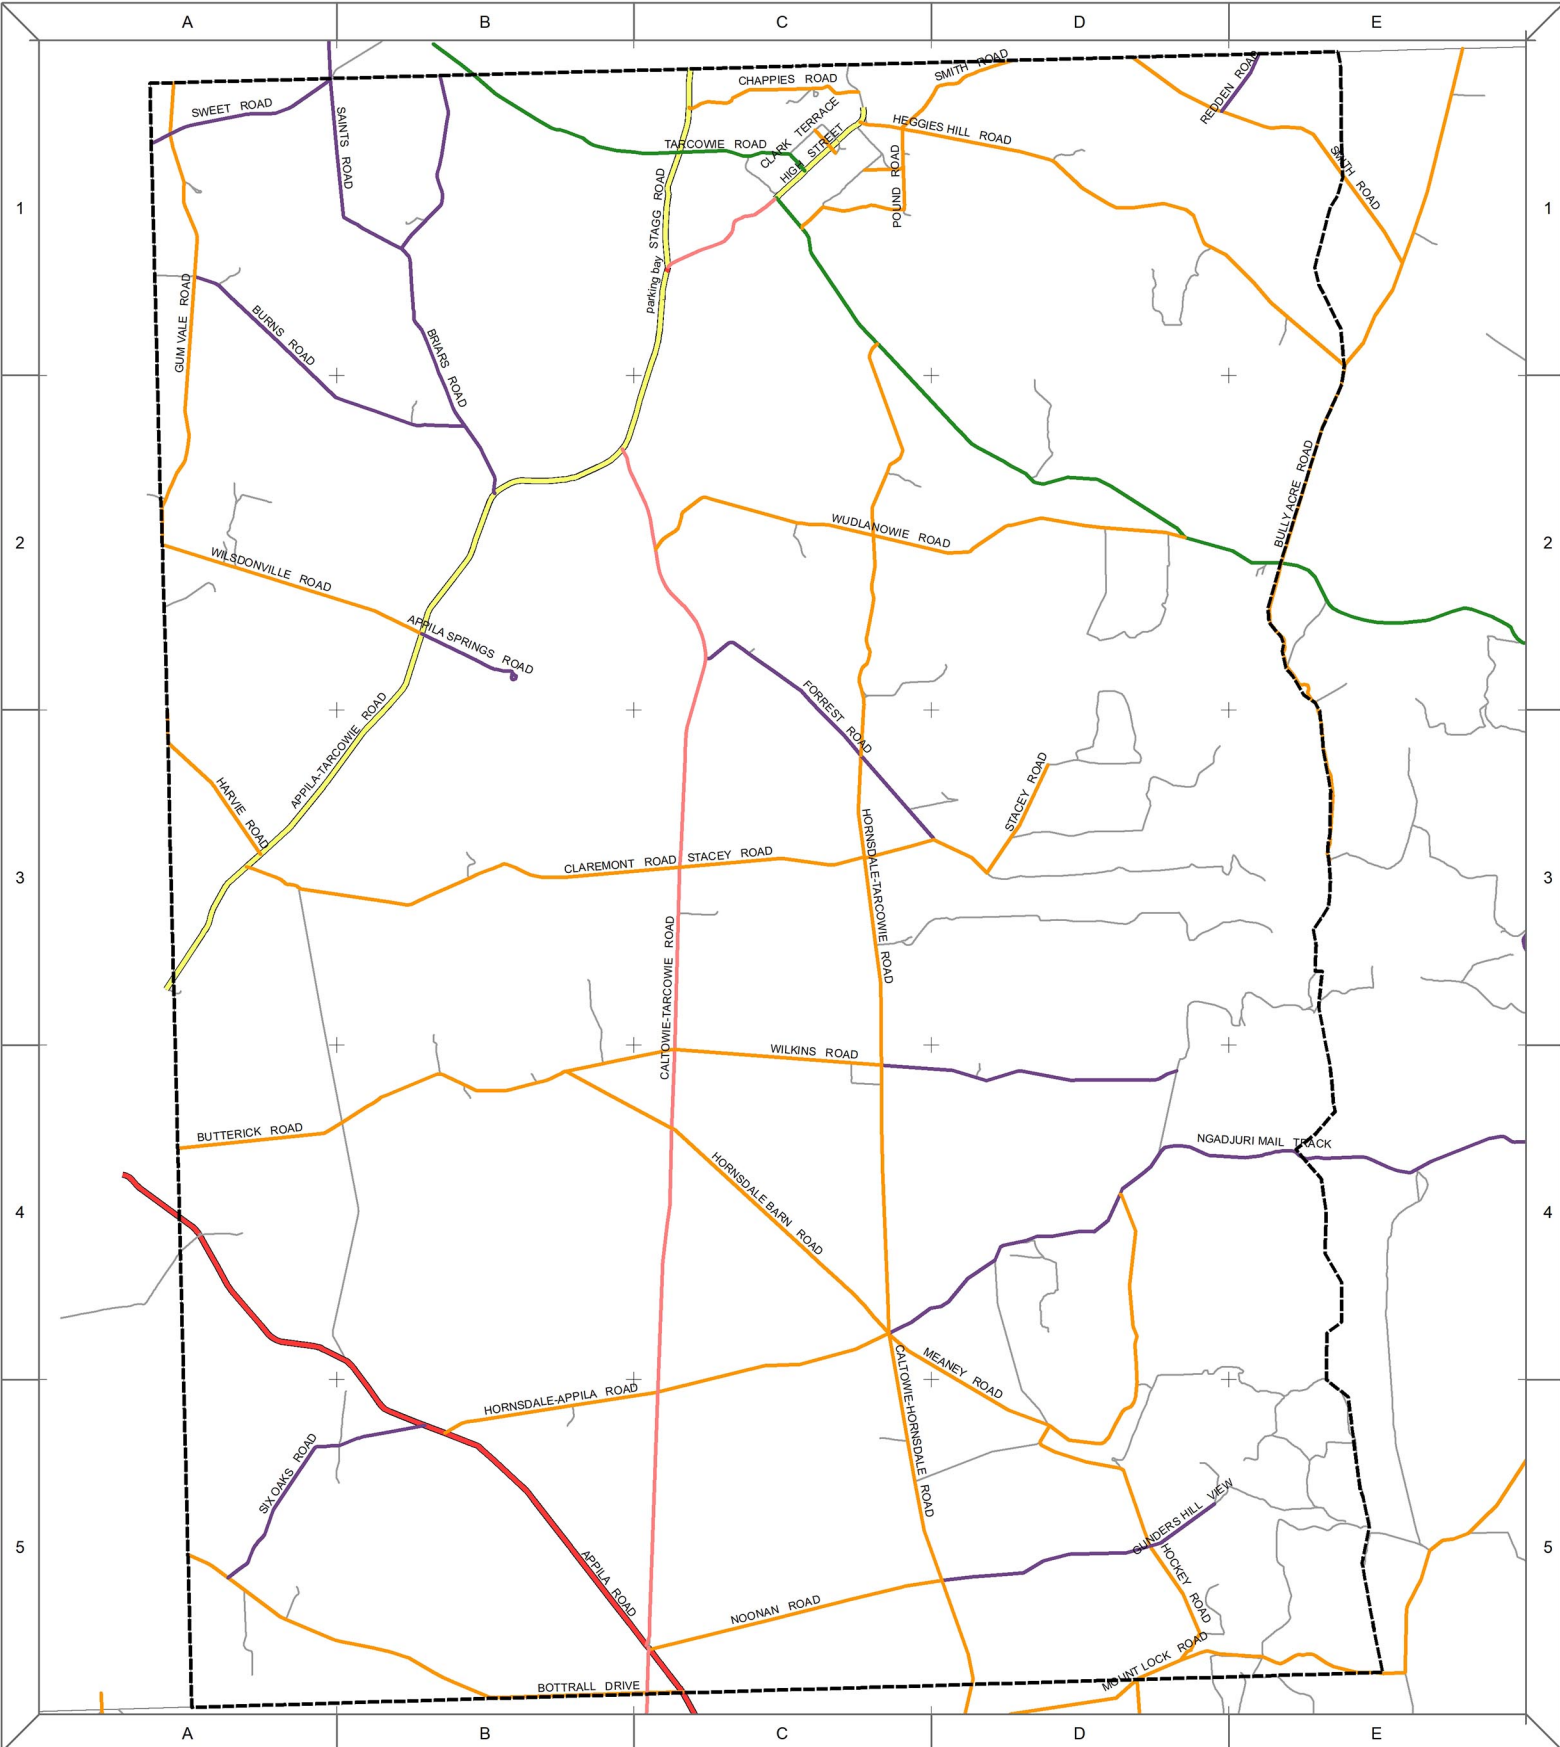 A B C D E
SMITH ROAD
CHAPPIES ROAD
REDDEN ROAD
SWEET ROAD
SAINTS ROAD
CLARK TERRACE
HEGGIES HILL ROAD
TARCOWIE ROAD
HIGH STREET
SMITH ROAD
POUND ROAD
1 1
STAGG ROAD
parking bay
GUM VALE ROAD
BURNS ROAD
BRIARS ROAD
BULLY ACRE ROAD
WUDLANOWIE ROAD
2 2
WILSDONVILLE ROAD
APPILA SPRINGS ROAD
FORREST ROAD
APPILA-TARCOWIE ROAD
STACEY ROAD
HARVIE ROAD
HORNSDALE-TARCOWIE ROAD
CLAREMONT ROAD STACEY ROAD
3 3
CALTOWIE-TARCOWIE ROAD
WILKINS ROAD
BUTTERICK ROAD
NGADJURI MAIL TRACK
HORNSDALE BARN ROAD
4 4
MEANEY ROAD
CALTOWIE-HORNSDALE ROAD
HORNSDALE-APPILA ROAD
SIX OAKS ROAD
GUNDERS HILL VIEW
5 5
HOCKEY ROAD
APPILA ROAD
NOONAN ROAD
MOUNT LOCK ROAD
BOTTRALL DRIVE
A B C D E